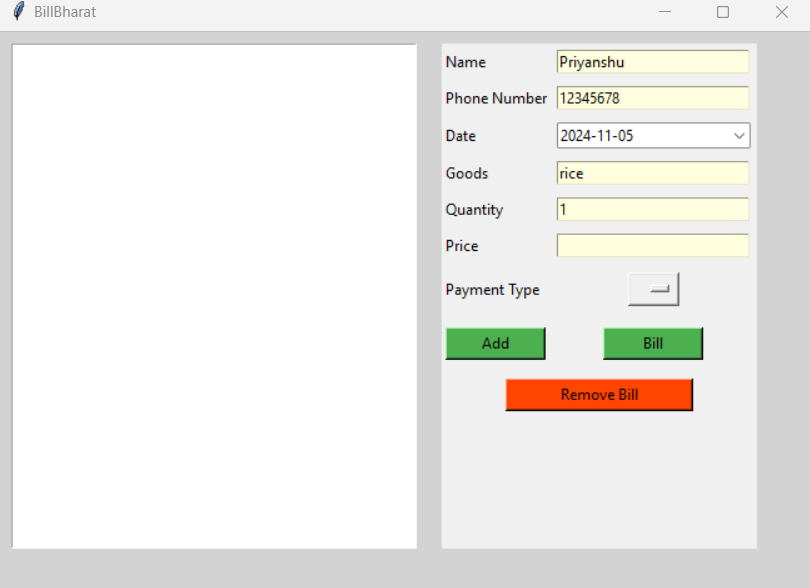 BillBharat
Name Priyanshu
Phone Number 12345678
Date 2024-11-05
Goods rice
Quantity 1
Price
Payment Type
Add Bill
Remove Bill